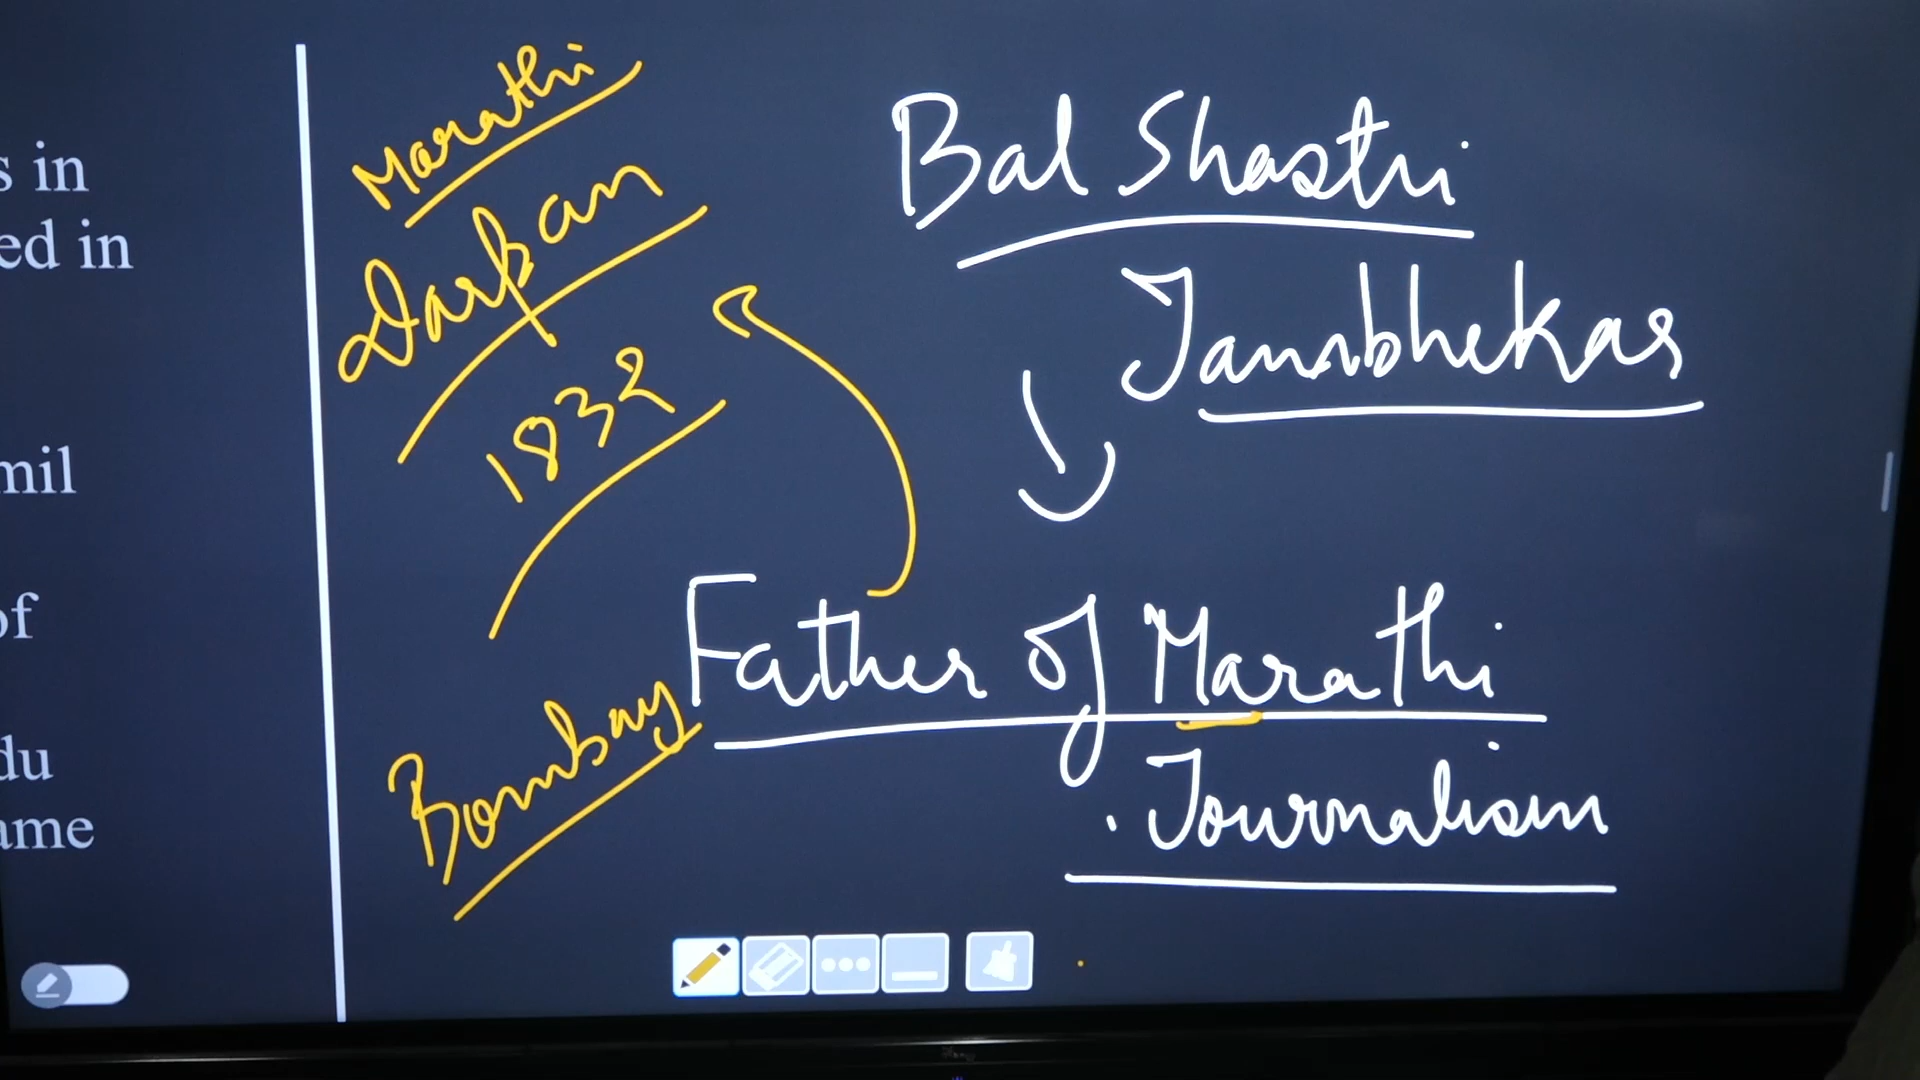 s in
ed in
mil
of
du
ame
Marathi
Darpan
1832
Bombay
Bal Shastri
Jambhekar
Father of Marathi
Journalism